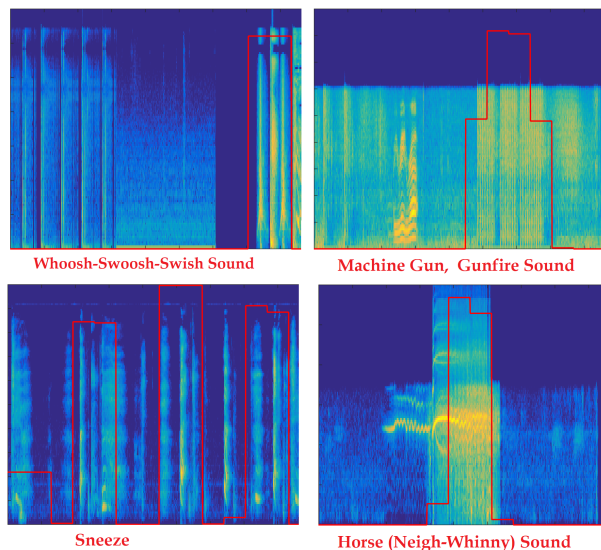 Whoosh-Swoosh-Swish Sound
Machine Gun, Gunfire Sound
Sneeze
Horse (Neigh-Whinny) Sound